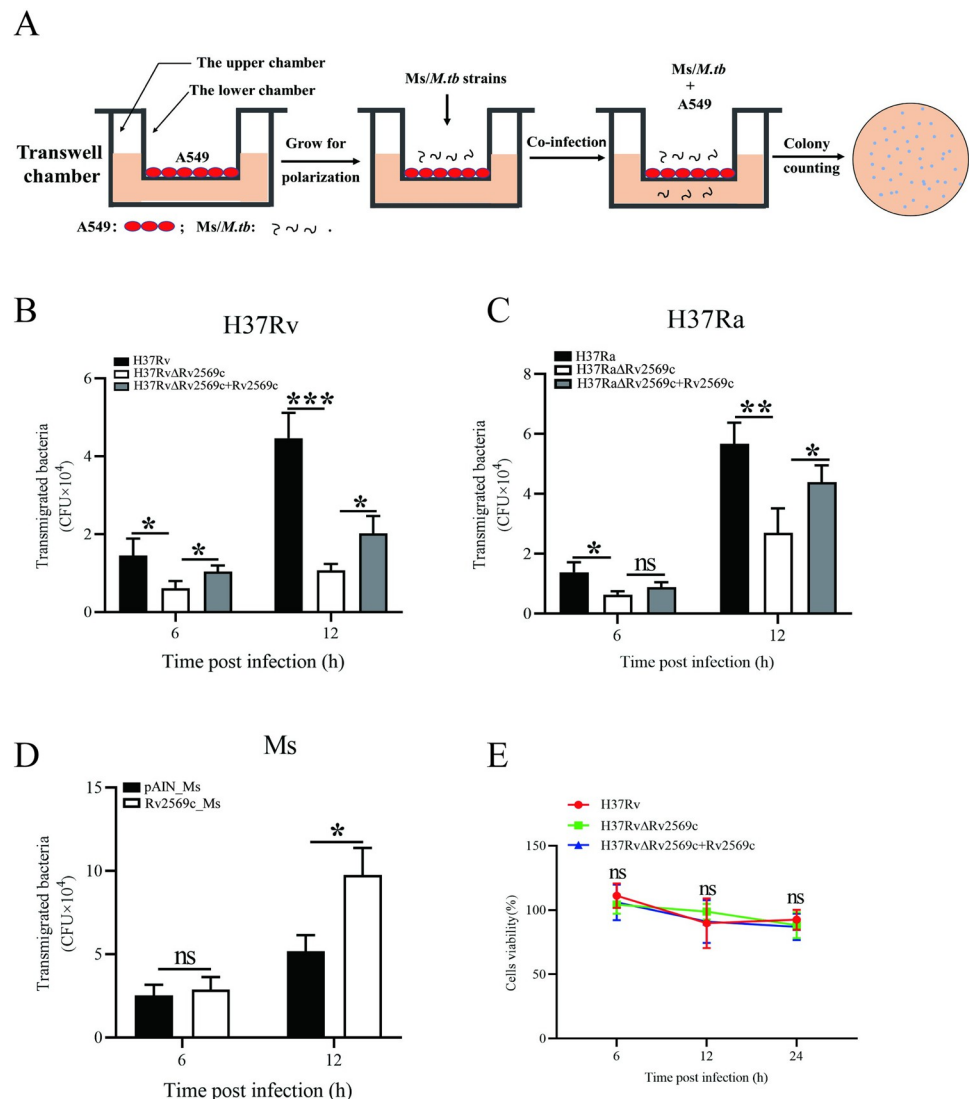 A
The upper chamber
The lower chamber
Transwell
chamber
A549
Grow for
polarization
Ms/M.tb strains
Co-infection
Ms/M.tb
+
A549
Colony
counting
A549: ; Ms/M.tb: .
B
H37Rv
H37Rv
H37RvΔRv2569c
H37RvΔRv2569c+Rv2569c
Transmigrated bacteria
(CFU×10⁴)
6
4
2
0
*
*
***
*
6 12
Time post infection (h)
C
H37Ra
H37Ra
H37RaΔRv2569c
H37RaΔRv2569c+Rv2569c
Transmigrated bacteria
(CFU×10⁴)
8
6
4
2
0
*
ns
**
*
6 12
Time post infection (h)
D
Ms
pAIN_Ms
Rv2569c_Ms
Transmigrated bacteria
(CFU×10⁴)
15
10
5
0
ns
*
6 12
Time post infection (h)
E
H37Rv
H37RvΔRv2569c
H37RvΔRv2569c+Rv2569c
Cells viability(%)
150
100
50
0
ns ns ns
6 12 24
Time post infection (h)